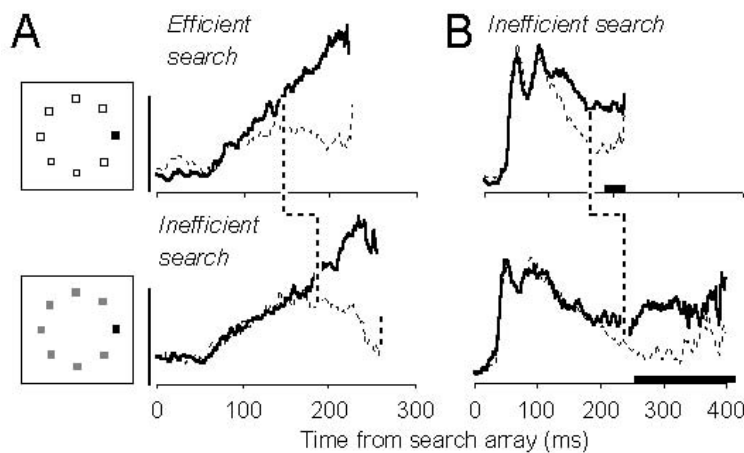 A
Efficient
search
B
Inefficient search
Inefficient
search
0 100 200 300
0 100 200 300 400
Time from search array (ms)